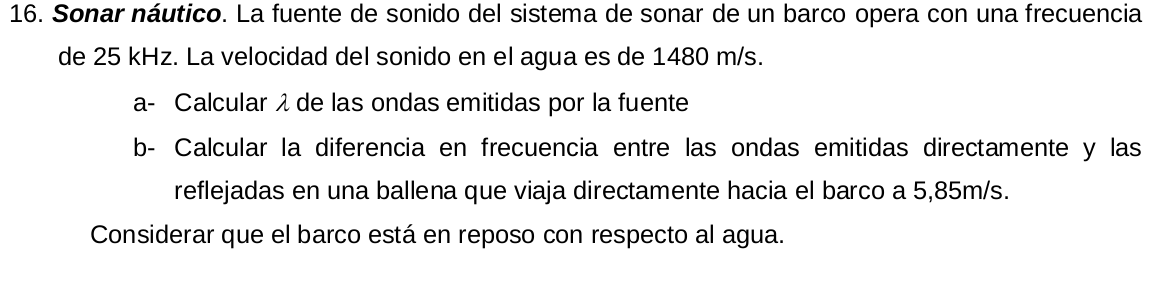 16. Sonar náutico. La fuente de sonido del sistema de sonar de un barco opera con una frecuencia
de 25 kHz. La velocidad del sonido en el agua es de 1480 m/s.
a- Calcular λ de las ondas emitidas por la fuente
b- Calcular la diferencia en frecuencia entre las ondas emitidas directamente y las
reflejadas en una ballena que viaja directamente hacia el barco a 5,85m/s.
Considerar que el barco está en reposo con respecto al agua.